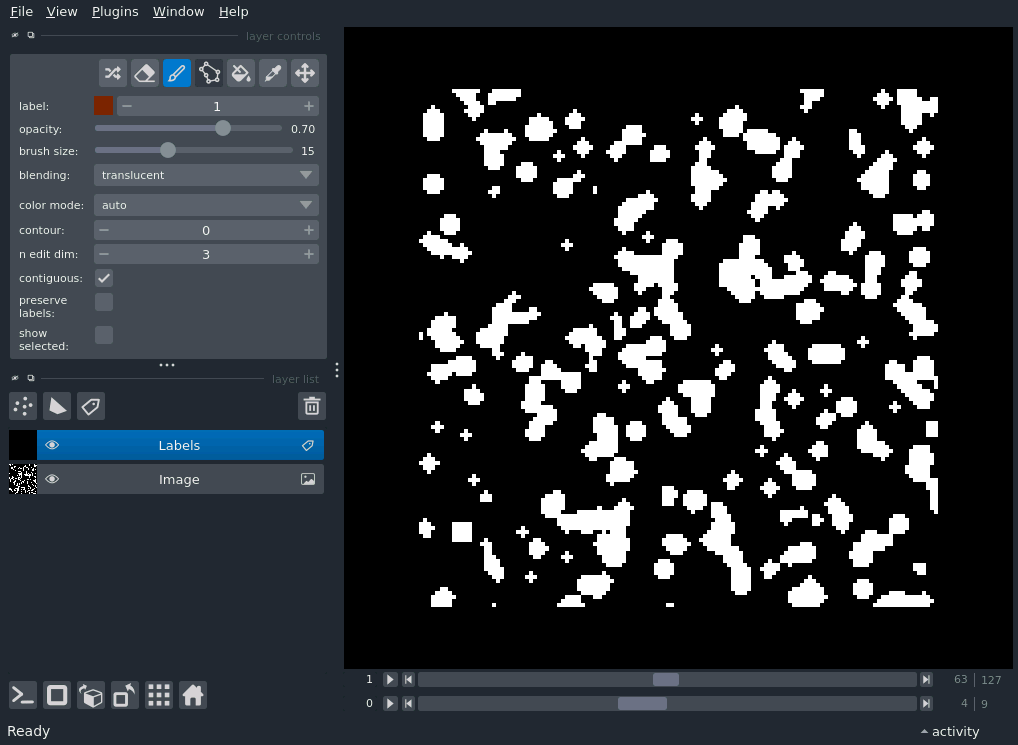 File View Plugins Window Help
layer controls
label: 1
opacity: 0.70
brush size: 15
blending: translucent
color mode: auto
contour: 0
n edit dim: 3
contiguous:
preserve
labels:
show
selected:
layer list
Labels
Image
1 63 127
0 4 9
Ready activity